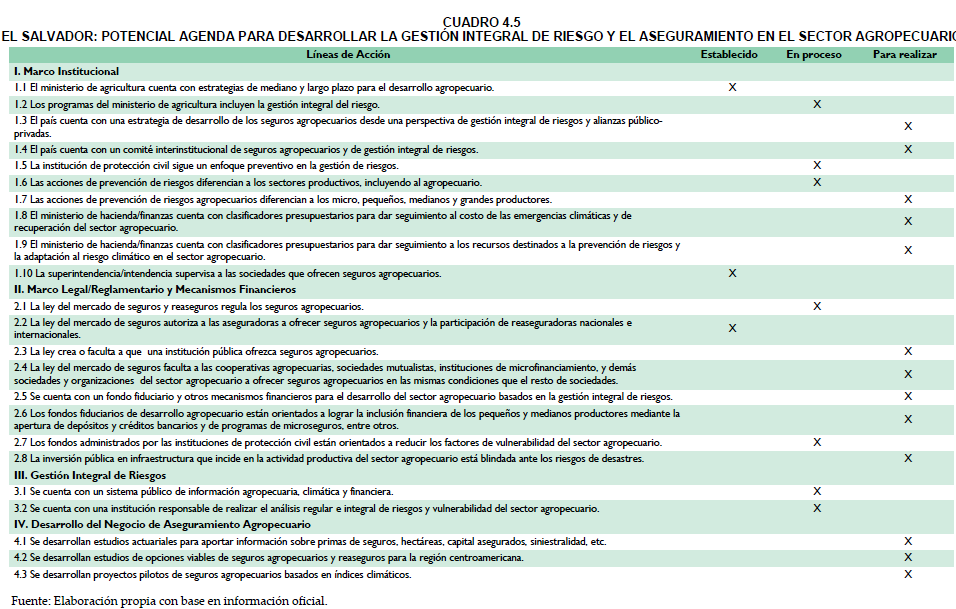 CUADRO 4.5
EL SALVADOR: POTENCIAL AGENDA PARA DESARROLLAR LA GESTIÓN INTEGRAL DE RIESGO Y EL ASEGURAMIENTO EN EL SECTOR AGROPECUARIO
Líneas de Acción Establecido En proceso Para realizar
I. Marco Institucional
1.1 El ministerio de agricultura cuenta con estrategias de mediano y largo plazo para el desarrollo agropecuario. X
1.2 Los programas del ministerio de agricultura incluyen la gestión integral del riesgo. X
1.3 El país cuenta con una estrategia de desarrollo de los seguros agropecuarios desde una perspectiva de gestión integral de riesgos y alianzas público-
privadas. X
1.4 El país cuenta con un comité interinstitucional de seguros agropecuarios y de gestión integral de riesgos. X
1.5 La institución de protección civil sigue un enfoque preventivo en la gestión de riesgos. X
1.6 Las acciones de prevención de riesgos diferencian a los sectores productivos, incluyendo al agropecuario. X
1.7 Las acciones de prevención de riesgos agropecuarios diferencian a los micro, pequeños, medianos y grandes productores. X
1.8 El ministerio de hacienda/finanzas cuenta con clasificadores presupuestarios para dar seguimiento al costo de las emergencias climáticas y de
recuperación del sector agropecuario. X
1.9 El ministerio de hacienda/finanzas cuenta con clasificadores presupuestarios para dar seguimiento a los recursos destinados a la prevención de riesgos y
la adaptación al riesgo climático en el sector agropecuario. X
1.10 La superintendencia/intendencia supervisa a las sociedades que ofrecen seguros agropecuarios. X
II. Marco Legal/Reglamentario y Mecanismos Financieros
2.1 La ley del mercado de seguros y reaseguros regula los seguros agropecuarios. X
2.2 La ley del mercado de seguros autoriza a las aseguradoras a ofrecer seguros agropecuarios y la participación de reaseguradoras nacionales e
internacionales. X
2.3 La ley crea o faculta a que una institución pública ofrezca seguros agropecuarios. X
2.4 La ley del mercado de seguros faculta a las cooperativas agropecuarias, sociedades mutualistas, instituciones de microfinanciamiento, y demás
sociedades y organizaciones del sector agropecuario a ofrecer seguros agropecuarios en las mismas condiciones que el resto de sociedades. X
2.5 Se cuenta con un fondo fiduciario y otros mecanismos financieros para el desarrollo del sector agropecuario basados en la gestión integral de riesgos. X
2.6 Los fondos fiduciarios de desarrollo agropecuario están orientados a lograr la inclusión financiera de los pequeños y medianos productores mediante la
apertura de depósitos y créditos bancarios y de programas de microseguros, entre otros. X
2.7 Los fondos administrados por las instituciones de protección civil están orientados a reducir los factores de vulnerabilidad del sector agropecuario. X
2.8 La inversión pública en infraestructura que incide en la actividad productiva del sector agropecuario está blindada ante los riesgos de desastres. X
III. Gestión Integral de Riesgos
3.1 Se cuenta con un sistema público de información agropecuaria, climática y financiera. X
3.2 Se cuenta con una institución responsable de realizar el análisis regular e integral de riesgos y vulnerabilidad del sector agropecuario. X
IV. Desarrollo del Negocio de Aseguramiento Agropecuario
4.1 Se desarrollan estudios actuariales para aportar información sobre primas de seguros, hectáreas, capital asegurados, siniestralidad, etc. X
4.2 Se desarrollan estudios de opciones viables de seguros agropecuarios y reaseguros para la región centroamericana. X
4.3 Se desarrollan proyectos pilotos de seguros agropecuarios basados en índices climáticos. X
Fuente: Elaboración propia con base en información oficial.